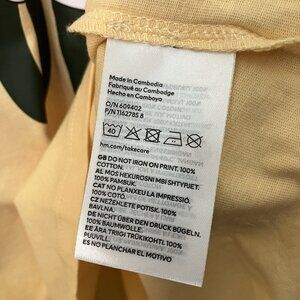 Made in Cambodia
Fabriqué au Cambodge
Hecho en Camboya
O/N 609402
P/N 1162785 8
40
hm.com/takecare
GB DO NOT IRON ON PRINT. 100%
COTTON.
AL MOS HEKUROSNI MBI SHTYPJET.
100% PAMBUK.
CAT NO PLANXEU LA IMPRESSIÓ.
100% COTÓ.
CZ NEŽEHLETE POTISK. 100%
BAVLNA.
DE NICHT ÜBER DEN DRUCK BÜGELN.
100% BAUMWOLLE
EE ÄRA TRIIGI TRÜKIKOHTI. 100%
PUUVILL.
ES NO PLANCHAR EL MOTIVO